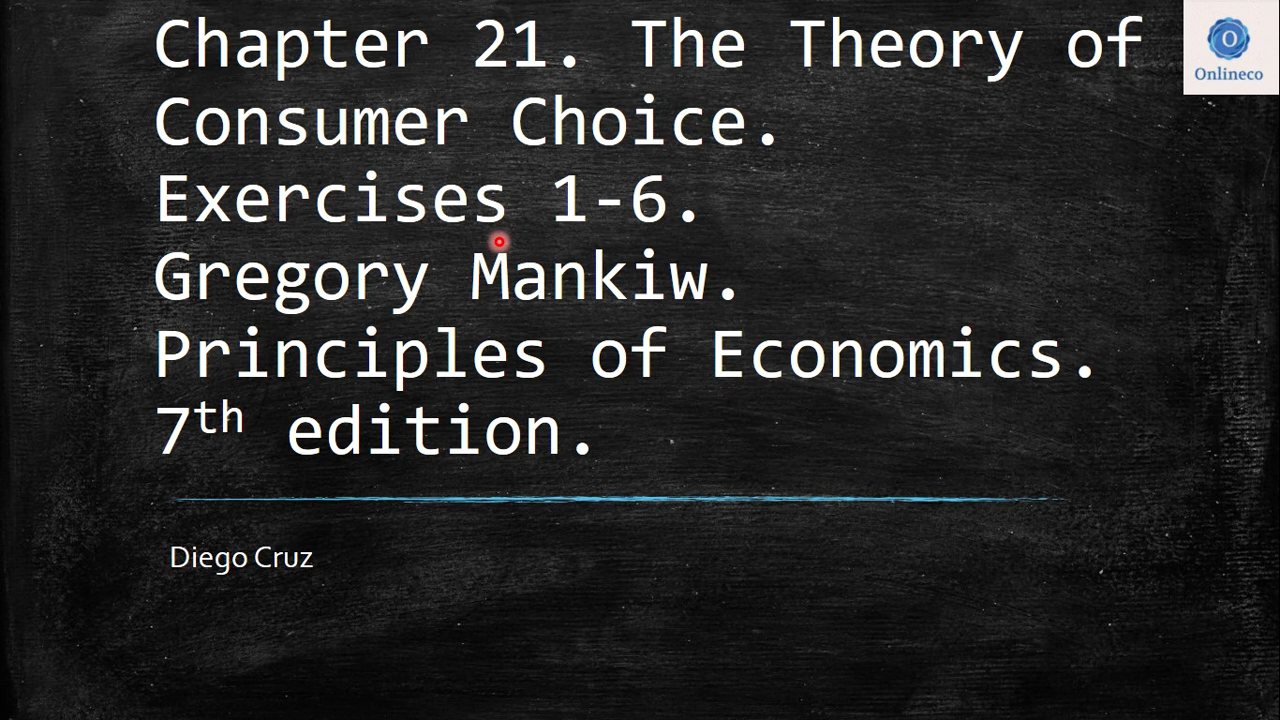 Chapter 21. The Theory of
Consumer Choice.
Exercises 1-6.
Gregory Mankiw.
Principles of Economics.
7th edition.
Diego Cruz
O
Onlineco